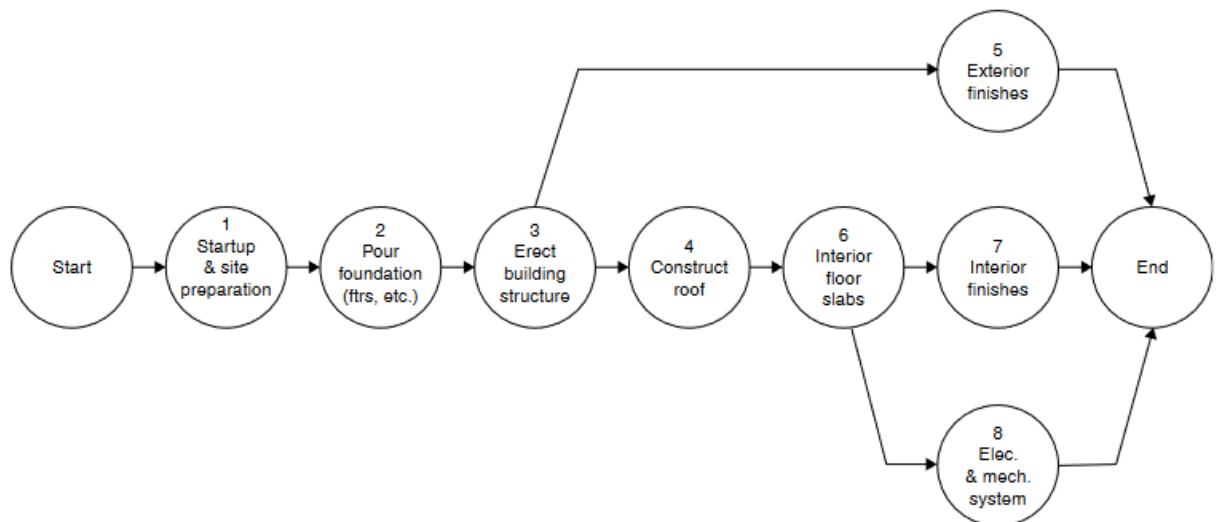 5
Exterior
finishes
Start
1
Startup
& site
preparation
2
Pour
foundation
(ftrs, etc.)
3
Erect
building
structure
4
Construct
roof
6
Interior
floor
slabs
7
Interior
finishes
End
8
Elec.
& mech.
system